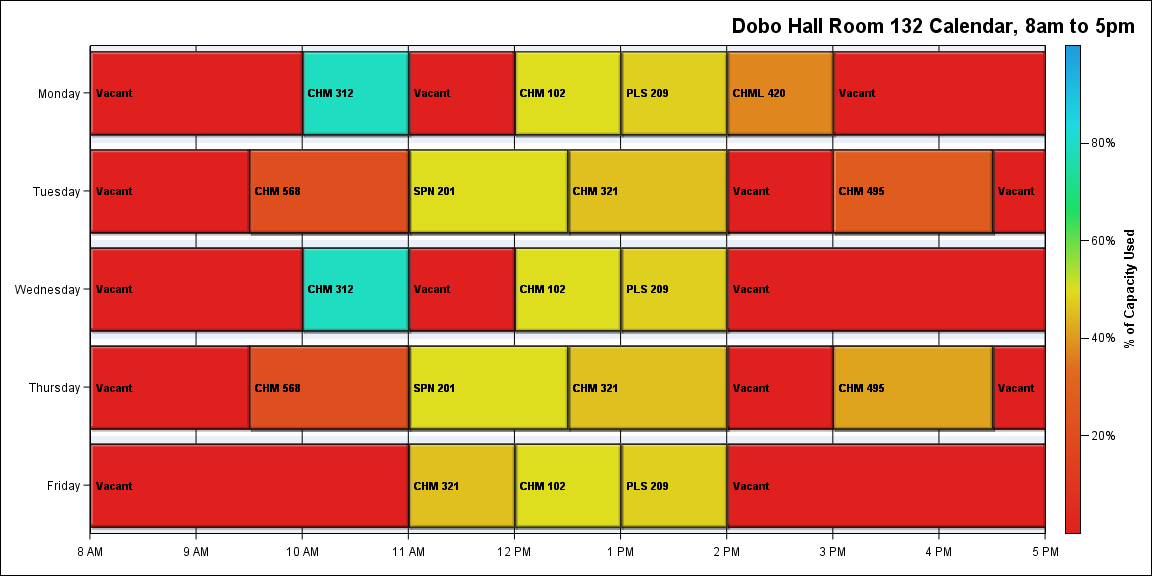 Dobo Hall Room 132 Calendar, 8am to 5pm
Monday
Vacant
CHM 312
Vacant
CHM 102
PLS 209
CHML 420
Vacant
Tuesday
Vacant
CHM 568
SPN 201
CHM 321
Vacant
CHM 495
Vacant
Wednesday
Vacant
CHM 312
Vacant
CHM 102
PLS 209
Vacant
Thursday
Vacant
CHM 568
SPN 201
CHM 321
Vacant
CHM 495
Vacant
Friday
Vacant
CHM 321
CHM 102
PLS 209
Vacant
8 AM
9 AM
10 AM
11 AM
12 PM
1 PM
2 PM
3 PM
4 PM
5 PM
80%
60%
40%
20%
% of Capacity Used